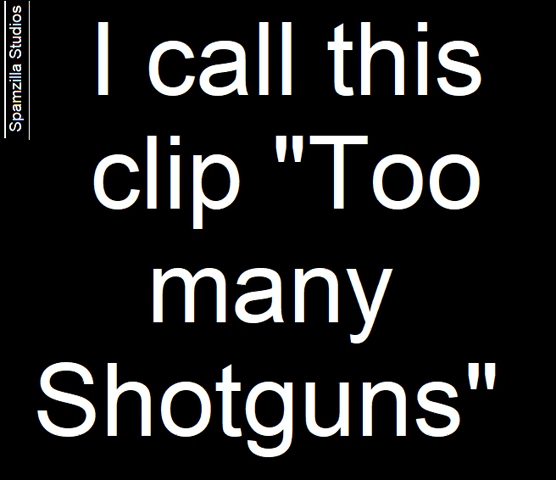 Spamzilla Studios
I call this
clip "Too
many
Shotguns"